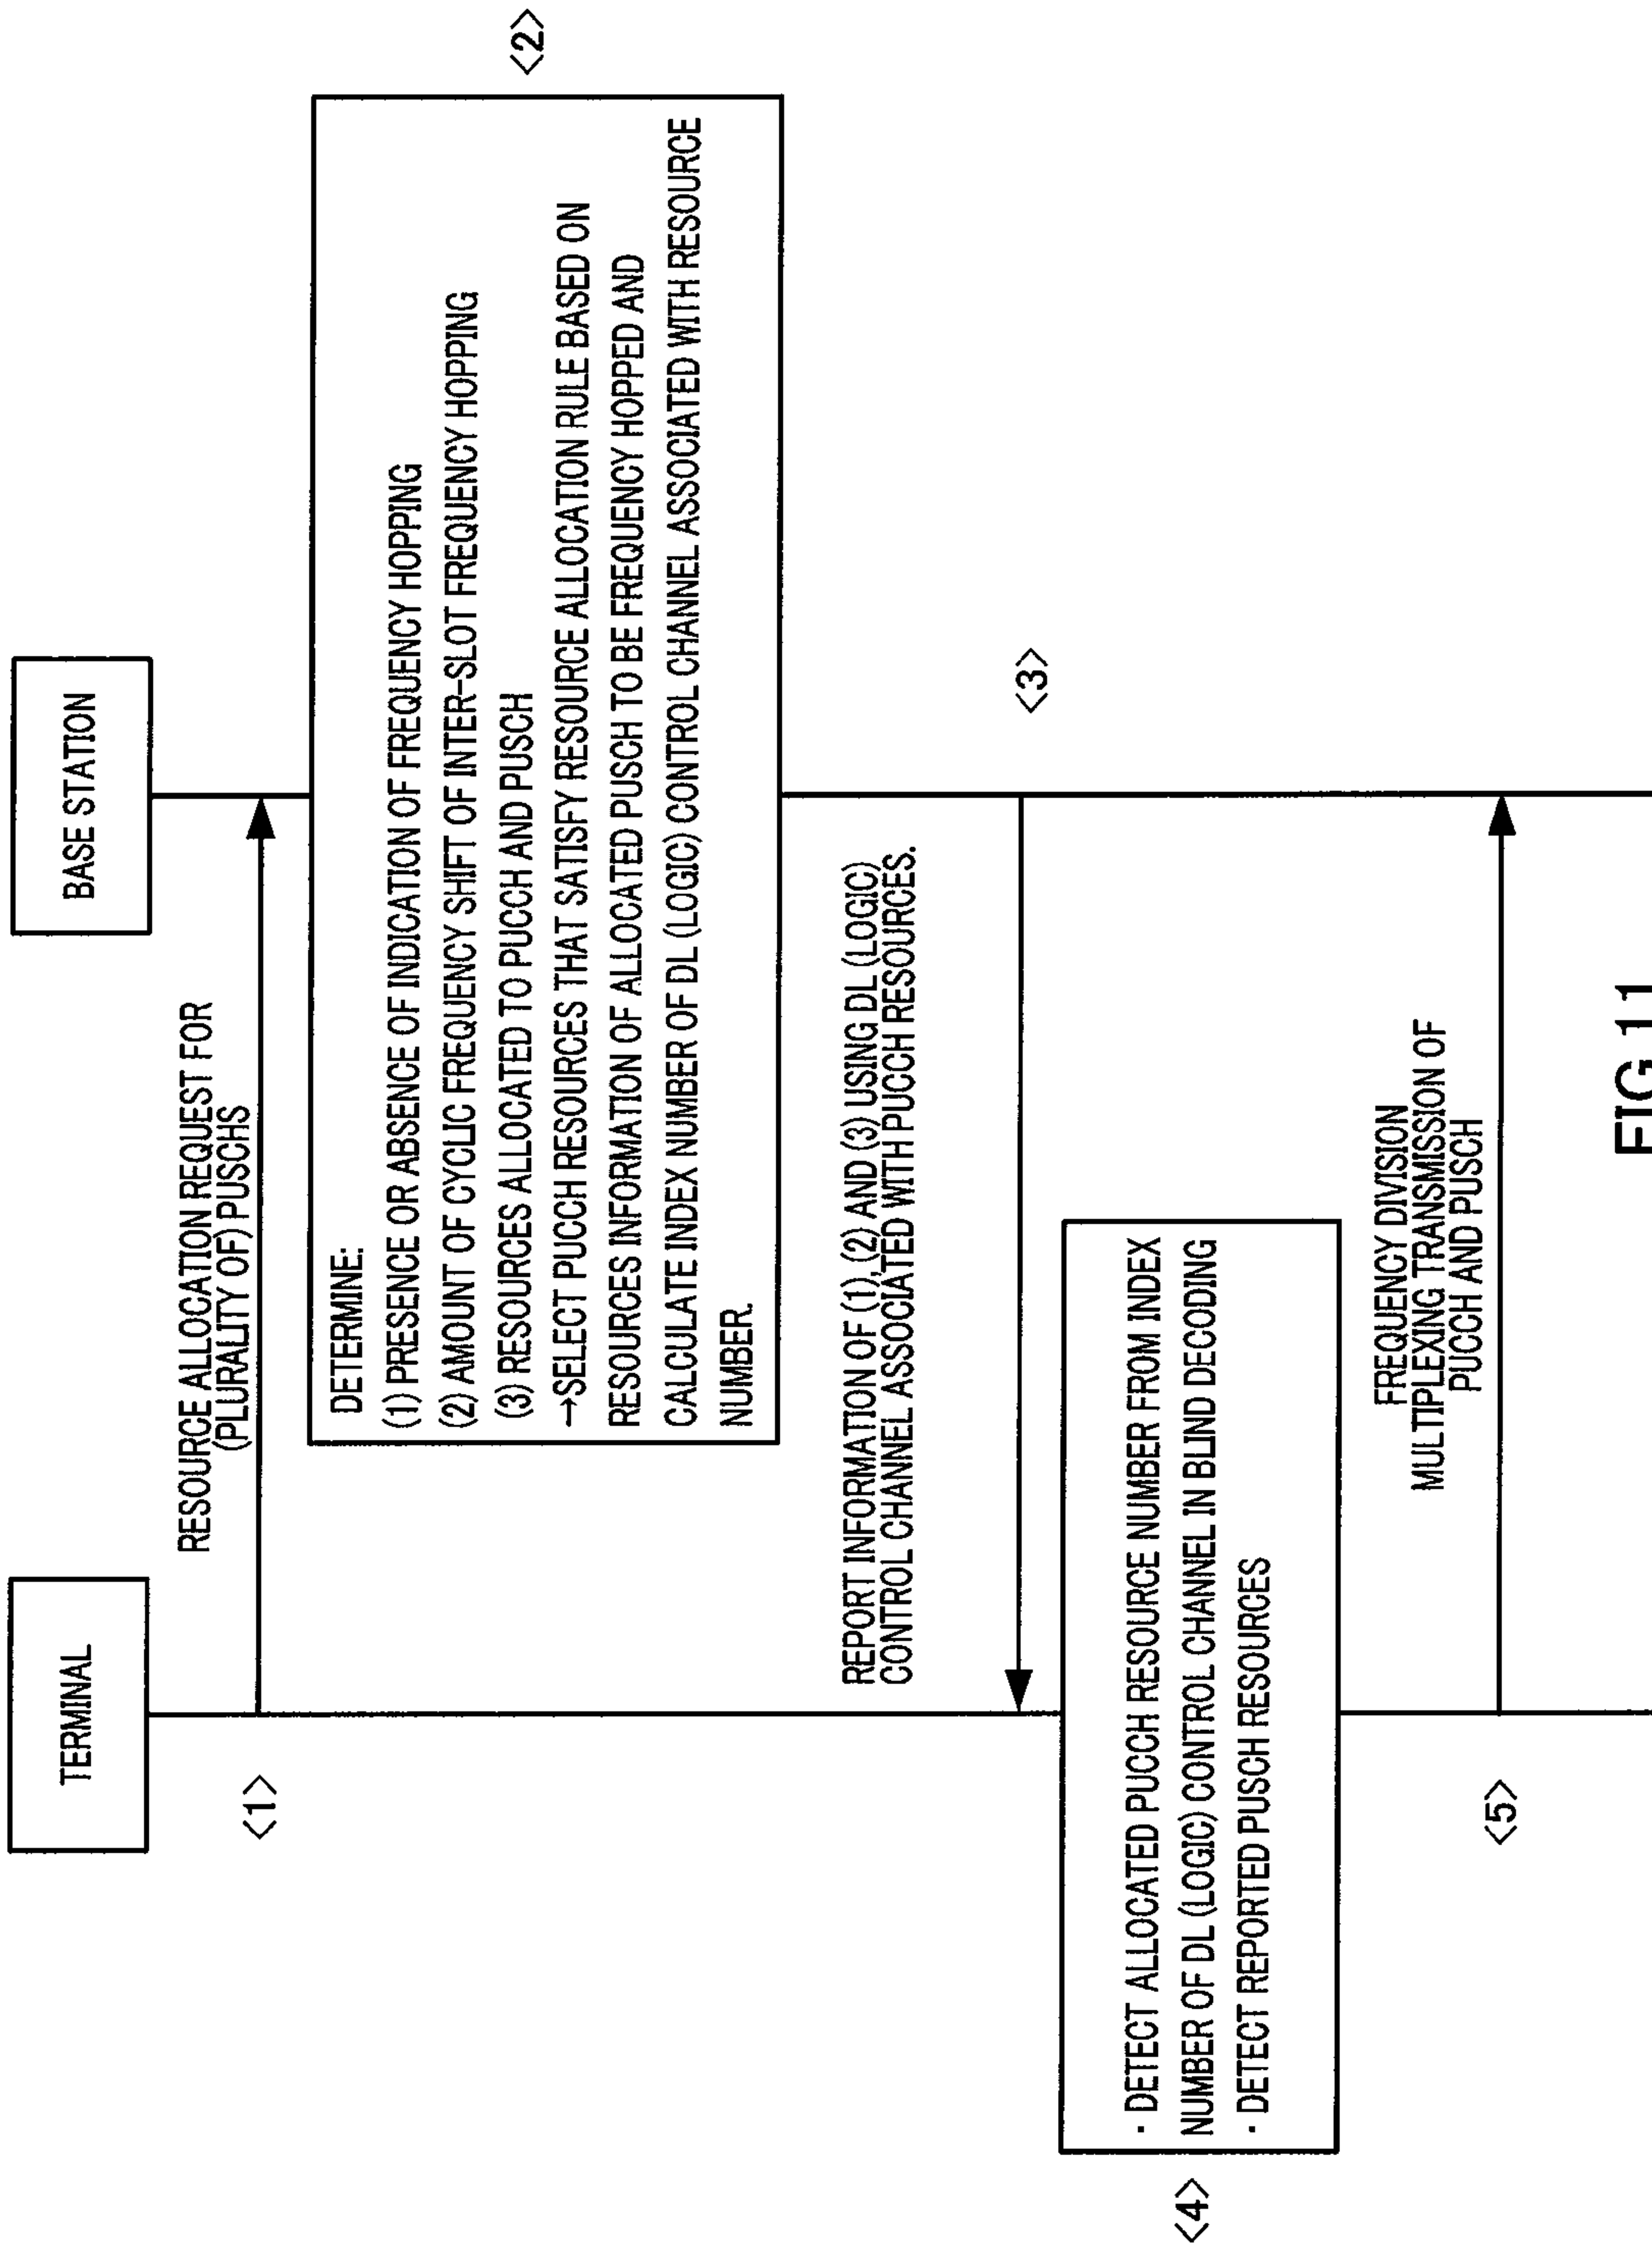 TERMINAL
BASE STATION
<1>
RESOURCE ALLOCATION REQUEST FOR
(PLURALITY OF) PUSCHS
<2>
DETERMINE:
(1) PRESENCE OR ABSENCE OF INDICATION OF FREQUENCY HOPPING
(2) AMOUNT OF CYCLIC FREQUENCY SHIFT OF INTER-SLOT FREQUENCY HOPPING
(3) RESOURCES ALLOCATED TO PUCCH AND PUSCH
→SELECT PUCCH RESOURCES THAT SATISFY RESOURCE ALLOCATION RULE BASED ON
RESOURCES INFORMATION OF ALLOCATED PUSCH TO BE FREQUENCY HOPPED AND
CALCULATE INDEX NUMBER OF DL (LOGIC) CONTROL CHANNEL ASSOCIATED WITH RESOURCE
NUMBER.
REPORT INFORMATION OF (1), (2) AND (3) USING DL (LOGIC)
CONTROL CHANNEL ASSOCIATED WITH PUCCH RESOURCES.
<3>
<4>
· DETECT ALLOCATED PUCCH RESOURCE NUMBER FROM INDEX
NUMBER OF DL (LOGIC) CONTROL CHANNEL IN BLIND DECODING
· DETECT REPORTED PUSCH RESOURCES
FREQUENCY DIVISION
MULTIPLEXING TRANSMISSION OF
PUCCH AND PUSCH
<5>
FIG.11